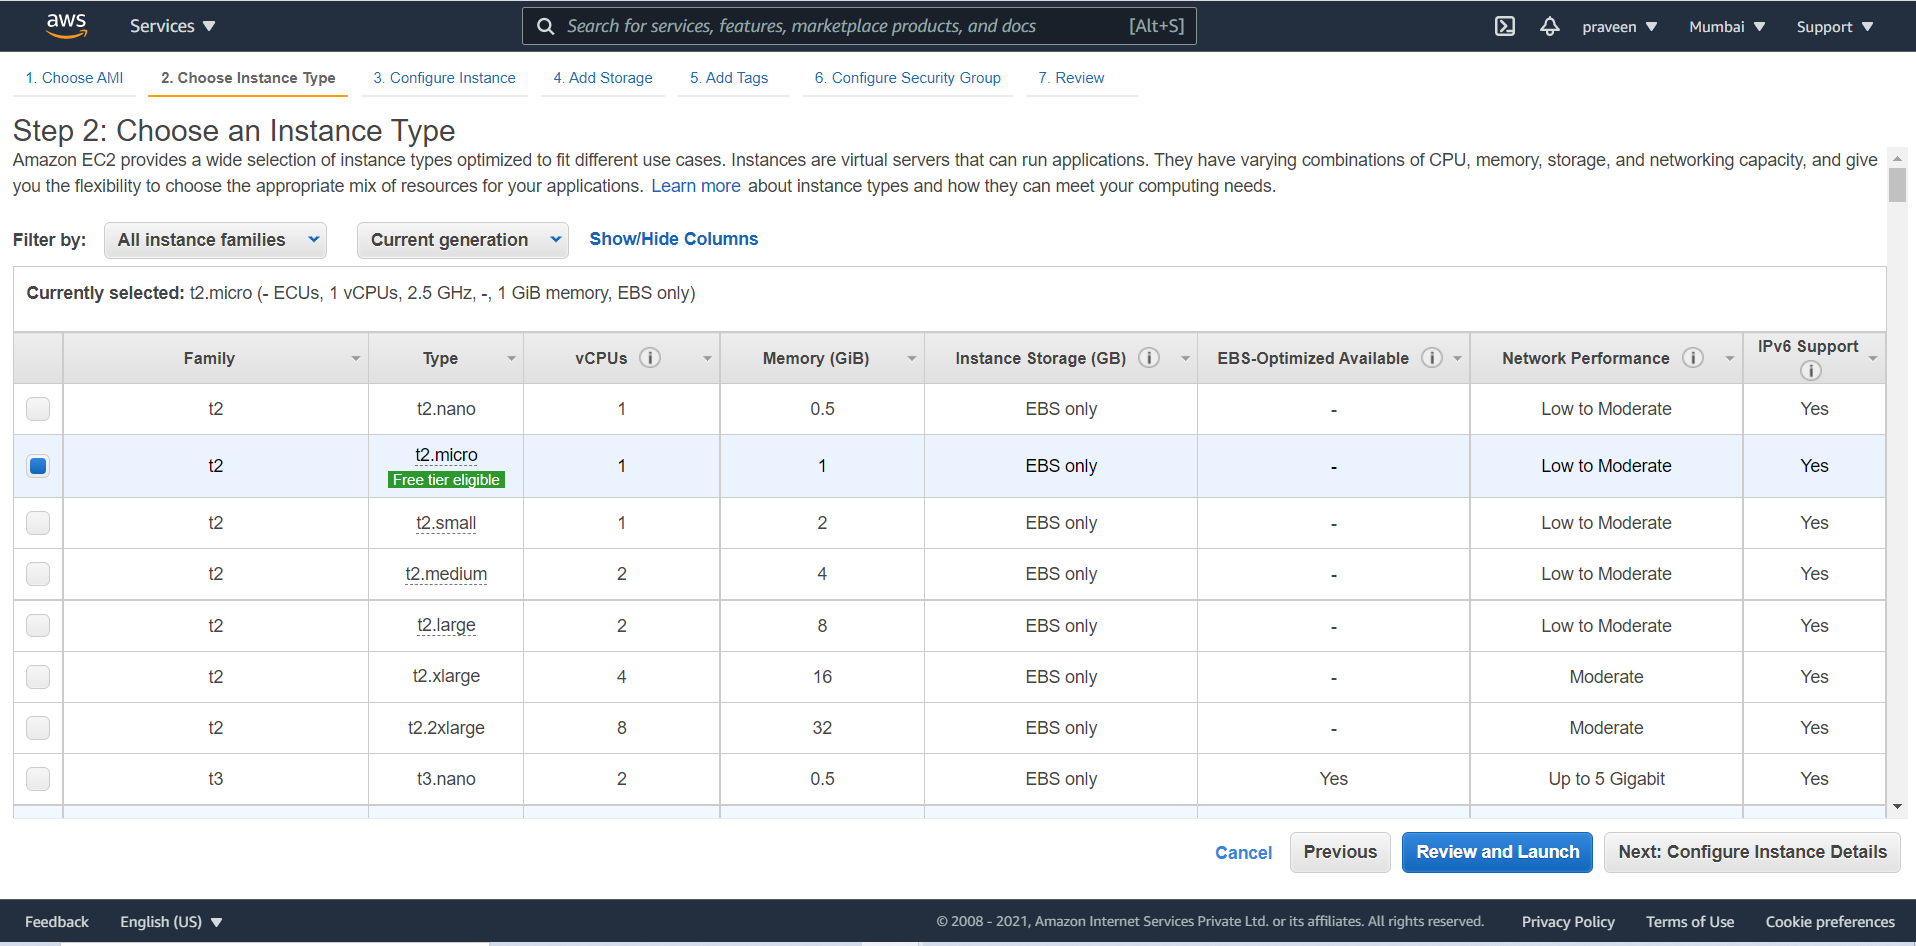 aws Services Search for services, features, marketplace products, and docs [Alt+S] praveen Mumbai Support
1. Choose AMI 2. Choose Instance Type 3. Configure Instance 4. Add Storage 5. Add Tags 6. Configure Security Group 7. Review
Step 2: Choose an Instance Type
Amazon EC2 provides a wide selection of instance types optimized to fit different use cases. Instances are virtual servers that can run applications. They have varying combinations of CPU, memory, storage, and networking capacity, and give
you the flexibility to choose the appropriate mix of resources for your applications. Learn more about instance types and how they can meet your computing needs.
Filter by: All instance families Current generation Show/Hide Columns
Currently selected: t2.micro (- ECUs, 1 vCPUs, 2.5 GHz, -, 1 GiB memory, EBS only)
Family Type vCPUs i Memory (GiB) Instance Storage (GB) i EBS-Optimized Available i Network Performance i IPv6 Support i
t2 t2.nano 1 0.5 EBS only - Low to Moderate Yes
t2 t2.micro 1 1 EBS only - Low to Moderate Yes
Free tier eligible
t2 t2.small 1 2 EBS only - Low to Moderate Yes
t2 t2.medium 2 4 EBS only - Low to Moderate Yes
t2 t2.large 2 8 EBS only - Low to Moderate Yes
t2 t2.xlarge 4 16 EBS only - Moderate Yes
t2 t2.2xlarge 8 32 EBS only - Moderate Yes
t3 t3.nano 2 0.5 EBS only Yes Up to 5 Gigabit Yes
Cancel Previous Review and Launch Next: Configure Instance Details
Feedback English (US) © 2008 - 2021, Amazon Internet Services Private Ltd. or its affiliates. All rights reserved. Privacy Policy Terms of Use Cookie preferences